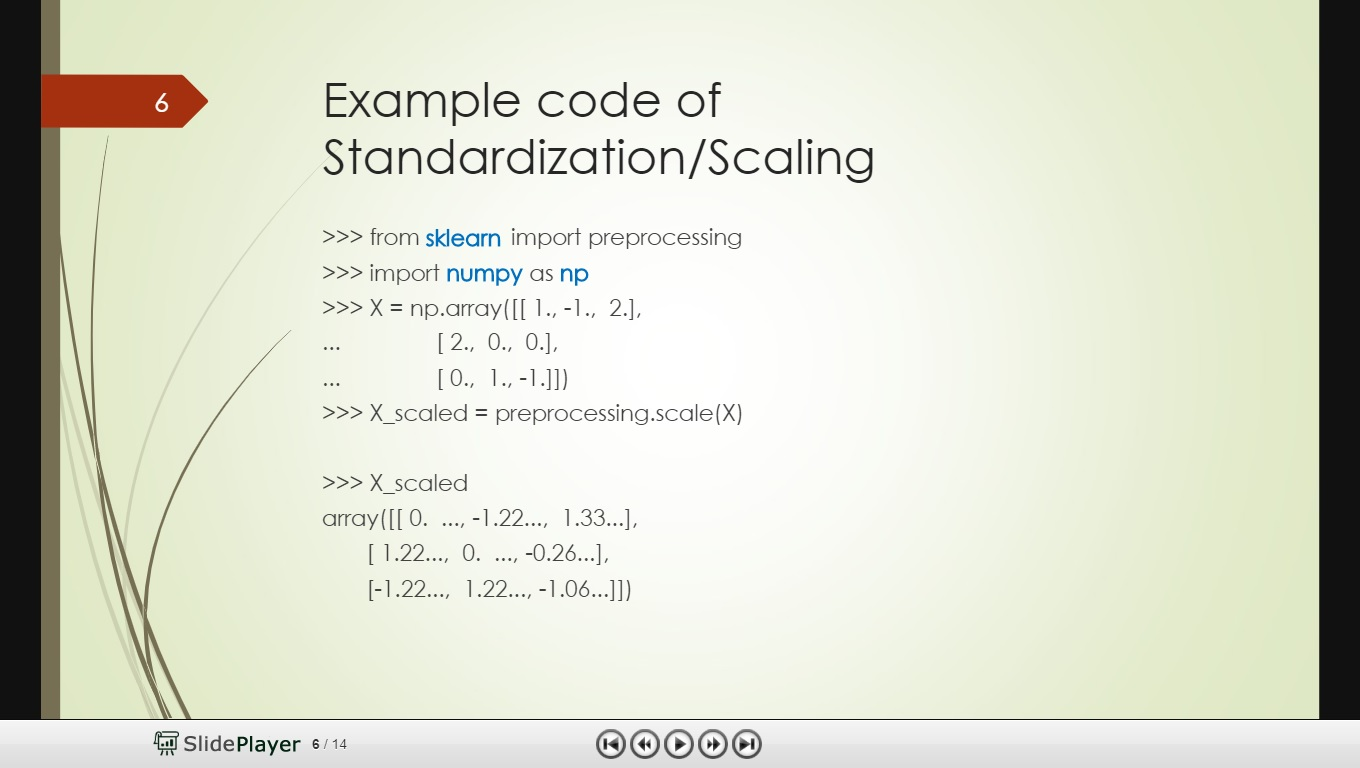 6
Example code of
Standardization/Scaling
>>> from sklearn import preprocessing
>>> import numpy as np
>>> X = np.array([[ 1., -1.,  2.],
...               [ 2.,  0.,  0.],
...               [ 0.,  1., -1.]])
>>> X_scaled = preprocessing.scale(X)
>>> X_scaled
array([[ 0.  ..., -1.22...,  1.33...],
       [ 1.22...,  0.  ..., -0.26...],
       [-1.22...,  1.22..., -1.06...]])
SlidePlayer 6 / 14